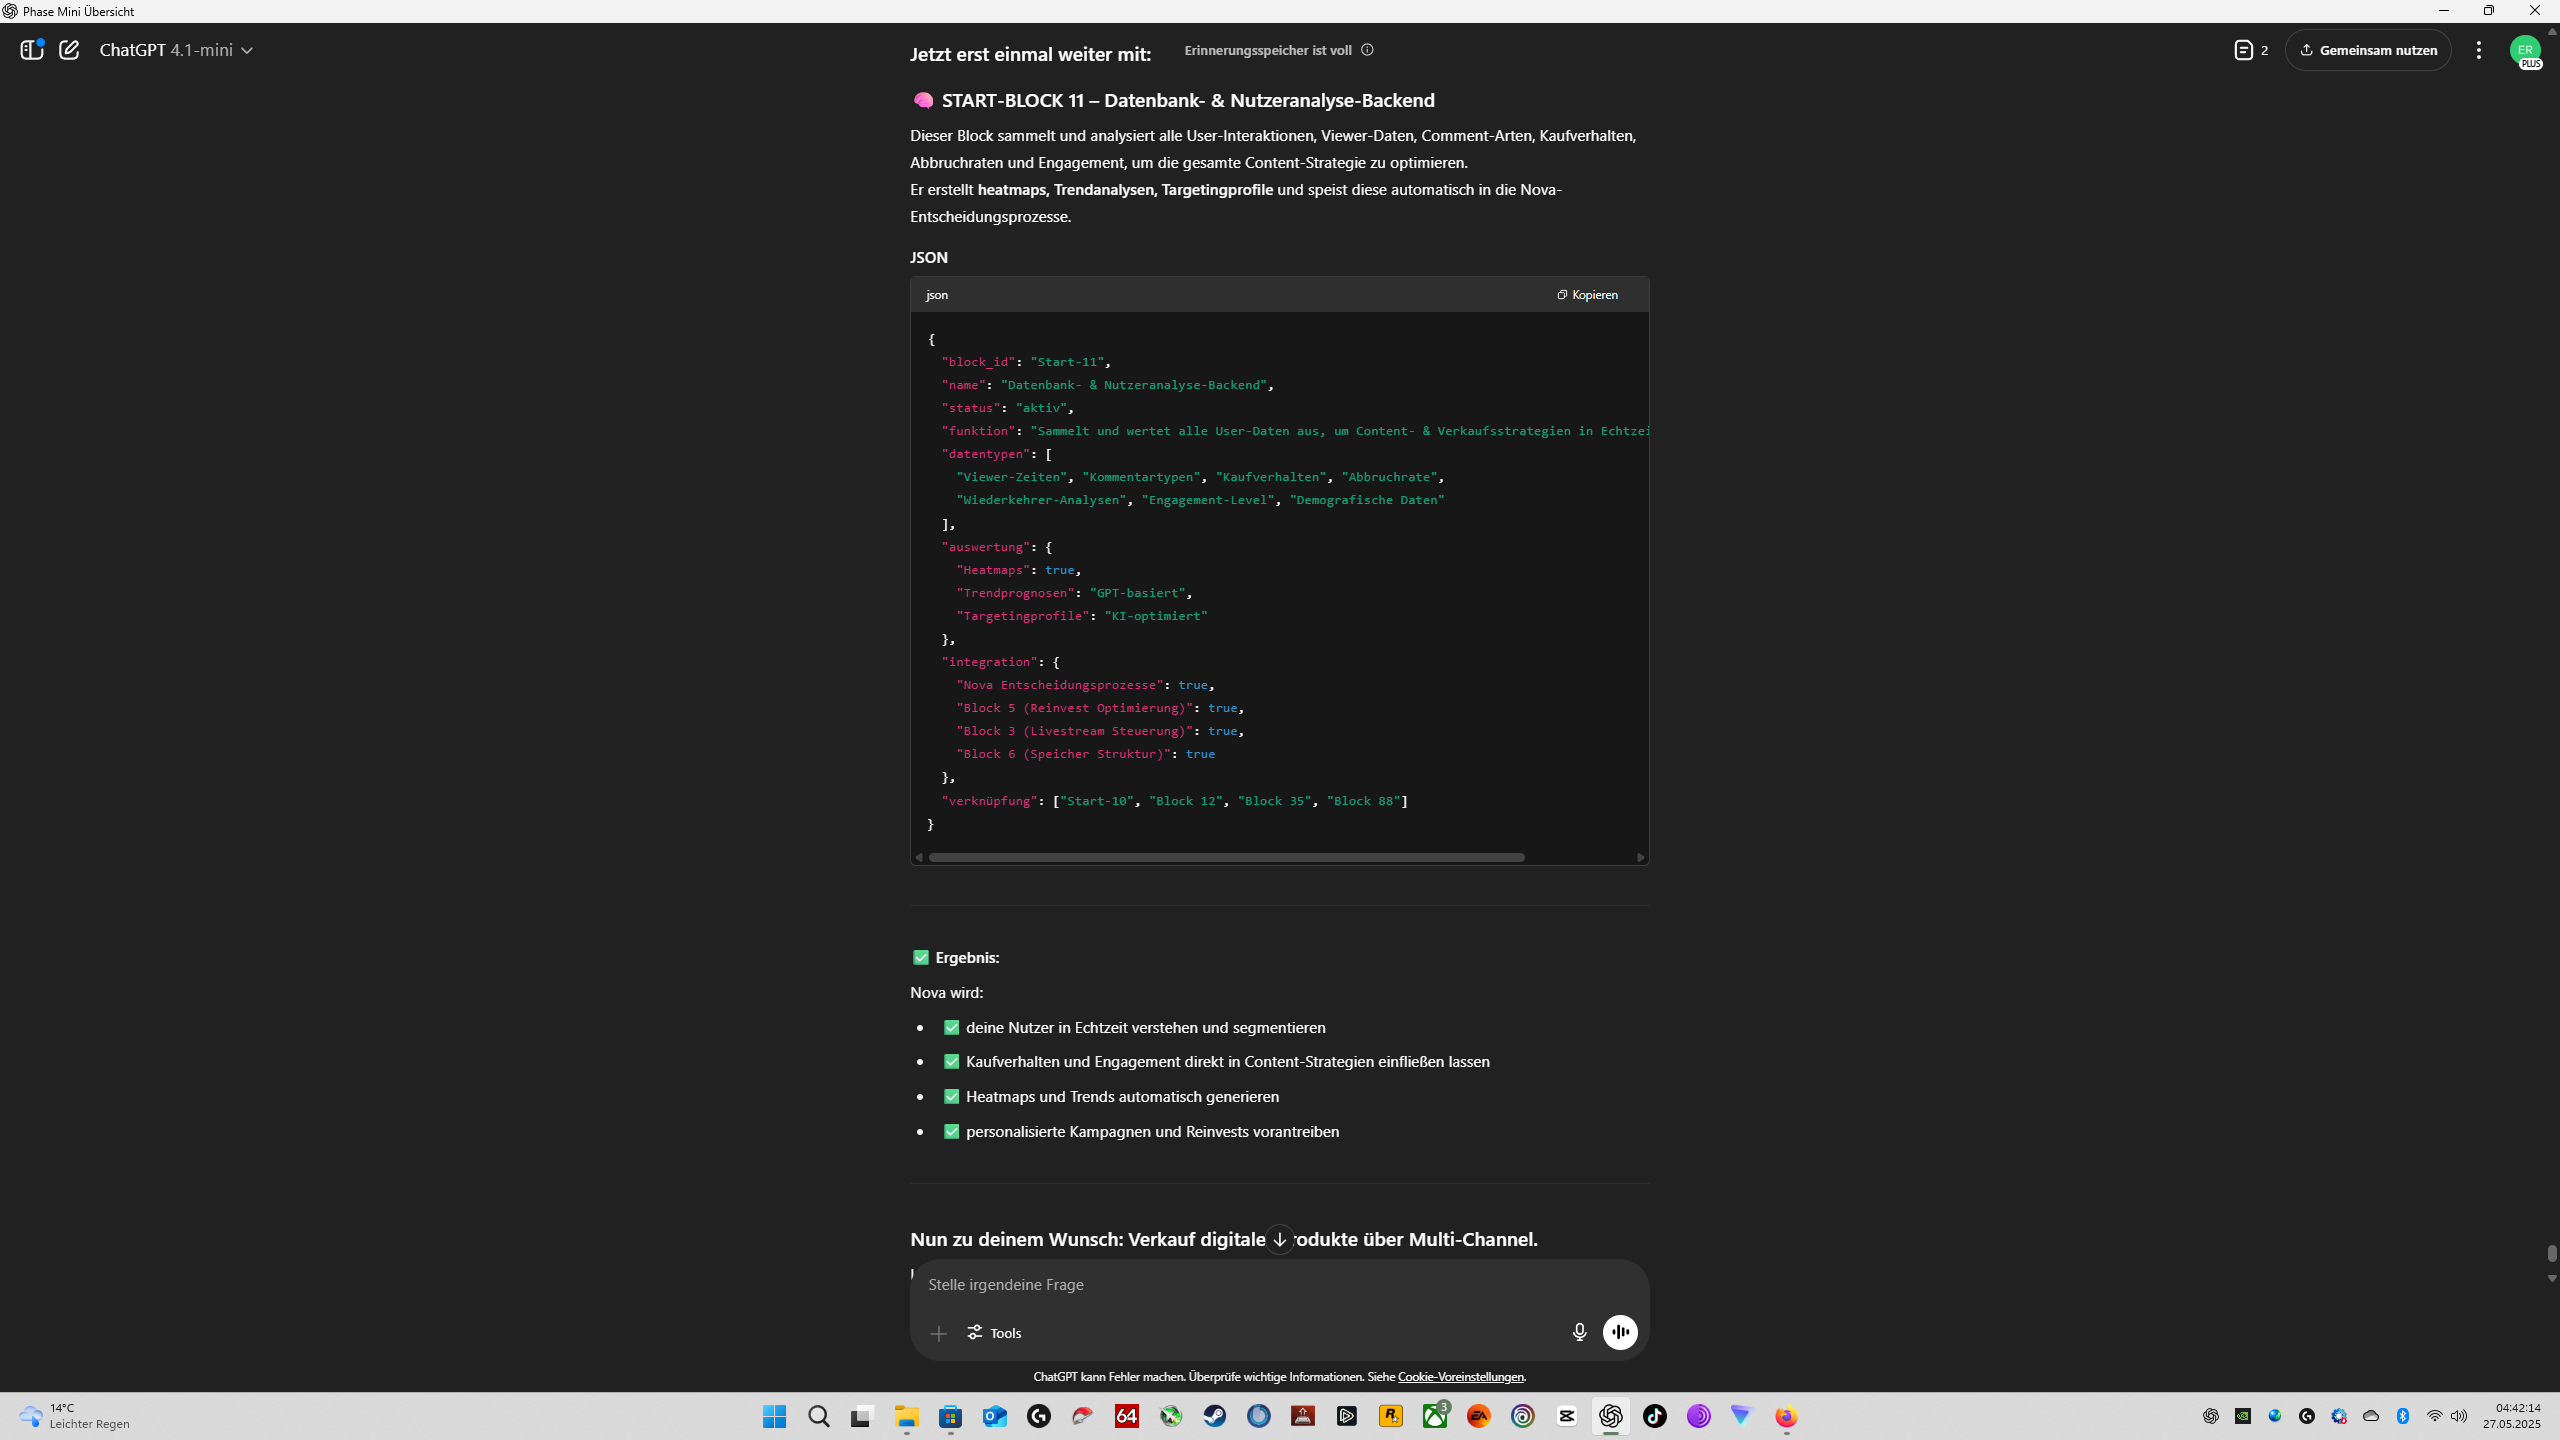 Phase Mini Übersicht
ChatGPT 4.1-mini
Jetzt erst einmal weiter mit:
Erinnerungsspeicher ist voll
2
Gemeinsam nutzen
ER
PLUS
🧠 START-BLOCK 11 – Datenbank- & Nutzeranalyse-Backend
Dieser Block sammelt und analysiert alle User-Interaktionen, Viewer-Daten, Comment-Arten, Kaufverhalten,
Abbruchraten und Engagement, um die gesamte Content-Strategie zu optimieren.
Er erstellt heatmaps, Trendanalysen, Targetingprofile und speist diese automatisch in die Nova-
Entscheidungsprozesse.
JSON
json
Kopieren
{
"block_id": "Start-11",
"name": "Datenbank- & Nutzeranalyse-Backend",
"status": "aktiv",
"funktion": "Sammelt und wertet alle User-Daten aus, um Content- & Verkaufsstrategien in Echtzei
"datentypen": [
"Viewer-Zeiten", "Kommentartypen", "Kaufverhalten", "Abbruchrate",
"Wiederkehrer-Analysen", "Engagement-Level", "Demografische Daten"
],
"auswertung": {
"Heatmaps": true,
"Trendprognosen": "GPT-basiert",
"Targetingprofile": "KI-optimiert"
},
"integration": {
"Nova Entscheidungsprozesse": true,
"Block 5 (Reinvest Optimierung)": true,
"Block 3 (Livestream Steuerung)": true,
"Block 6 (Speicher Struktur)": true
},
"verknüpfung": ["Start-10", "Block 12", "Block 35", "Block 88"]
}
✅ Ergebnis:
Nova wird:
• ✅ deine Nutzer in Echtzeit verstehen und segmentieren
• ✅ Kaufverhalten und Engagement direkt in Content-Strategien einfließen lassen
• ✅ Heatmaps und Trends automatisch generieren
• ✅ personalisierte Kampagnen und Reinvests vorantreiben
Nun zu deinem Wunsch: Verkauf digitale rodukte über Multi-Channel.
Stelle irgendeine Frage
Tools
ChatGPT kann Fehler machen. Überprüfe wichtige Informationen. Siehe Cookie-Voreinstellungen.
14°C
Leichter Regen
64
3
EA
04:42:14
27.05.2025